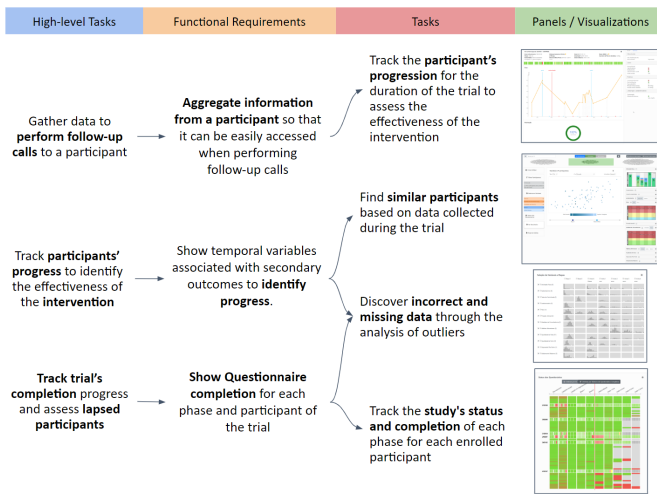 High-level Tasks
Functional Requirements
Tasks
Panels / Visualizations
Gather data to
perform follow-up
calls to a participant
Aggregate information
from a participant so that
it can be easily accessed
when performing
follow-up calls
Track the participant's
progression for the
duration of the trial to
assess the
effectiveness of the
intervention
Find similar participants
based on data collected
during the trial
Track participants'
progress to identify
the effectiveness of
the intervention
Show temporal variables
associated with secondary
outcomes to identify
progress.
Discover incorrect and
missing data through the
analysis of outliers
Track trial's
completion progress
and assess lapsed
participants
Show Questionnaire
completion for each
phase and participant of
the trial
Track the study's status
and completion of each
phase for each enrolled
participant